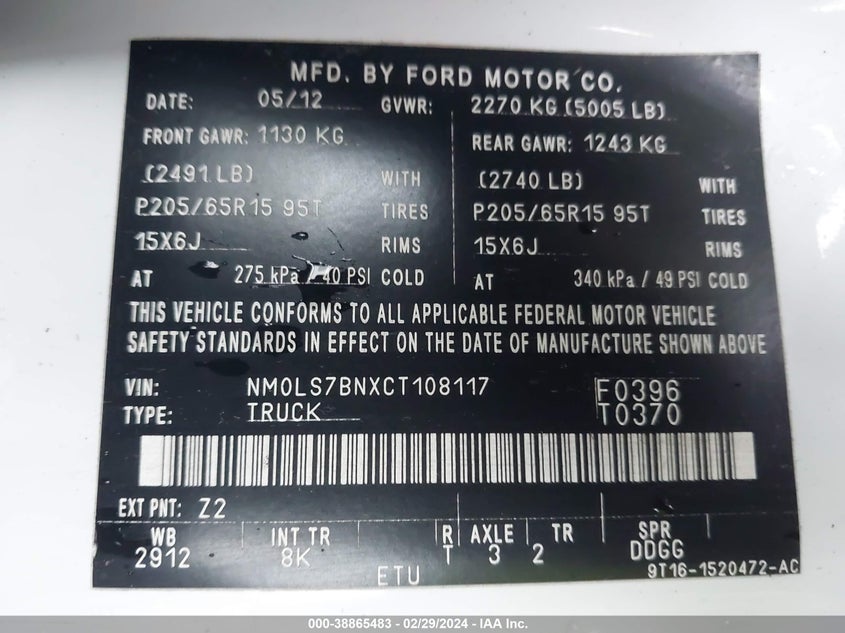 MFD. BY FORD MOTOR CO.
DATE: 05/12 GVWR: 2270 KG (5005 LB)
FRONT GAWR: 1130 KG REAR GAWR: 1243 KG
(2491 LB) WITH (2740 LB) WITH
P205/65R15 95T TIRES P205/65R15 95T TIRES
15X6J RIMS 15X6J RIMS
AT 275 kPa / 40 PSI COLD AT 340 kPa / 49 PSI COLD
THIS VEHICLE CONFORMS TO ALL APPLICABLE FEDERAL MOTOR VEHICLE
SAFETY STANDARDS IN EFFECT ON THE DATE OF MANUFACTURE SHOWN ABOVE
VIN: NM0LS7BNXCT108117 F0396
TYPE: TRUCK T0370
EXT PNT: Z2
WB INT TR R AXLE TR SPR
2912 8K T 3 2 DDGG
ETU 9T16-1520472-AC
000-38865483 - 02/29/2024 - IAA Inc.